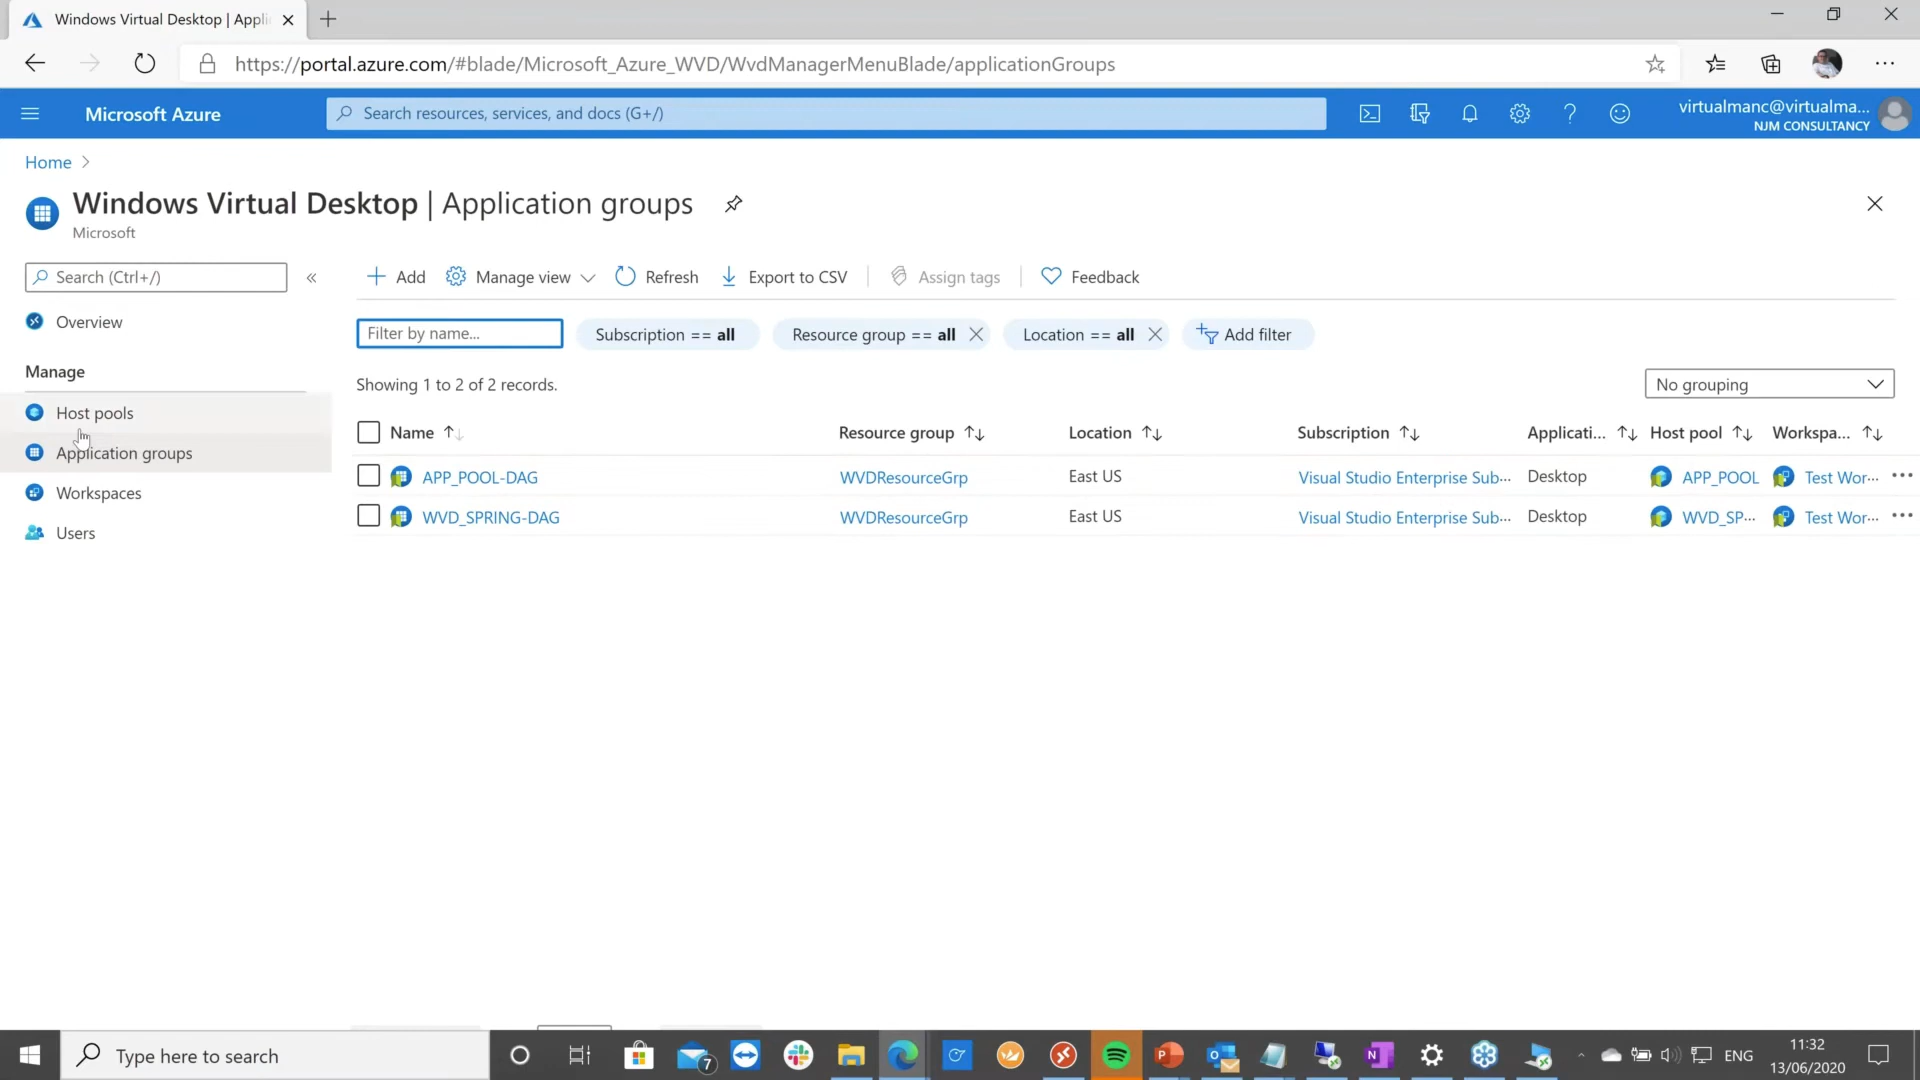 Windows Virtual Desktop | Appli
https://portal.azure.com/#blade/Microsoft_Azure_WVD/WvdManagerMenuBlade/applicationGroups
Microsoft Azure
Search resources, services, and docs (G+/)
virtualmanc@virtualma...
NJM CONSULTANCY
Home
Windows Virtual Desktop | Application groups
Microsoft
Search (Ctrl+/)
«
Add
Manage view
Refresh
Export to CSV
Assign tags
Feedback
Overview
Manage
Host pools
Application groups
Workspaces
Users
Filter by name...
Subscription == all
Resource group == all
Location == all
Add filter
Showing 1 to 2 of 2 records.
No grouping
Name Resource group Location Subscription Applicati... Host pool Workspa...
APP_POOL-DAG WVDResourceGrp East US Visual Studio Enterprise Sub... Desktop APP_POOL Test Wor...
WVD_SPRING-DAG WVDResourceGrp East US Visual Studio Enterprise Sub... Desktop WVD_SP... Test Wor...
Type here to search
7
ENG
11:32
13/06/2020